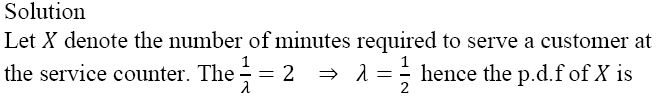 Solution
Let X denote the number of minutes required to serve a customer at
the service counter. The 1/λ = 2 ⇒ λ = 1/2 hence the p.d.f of X is